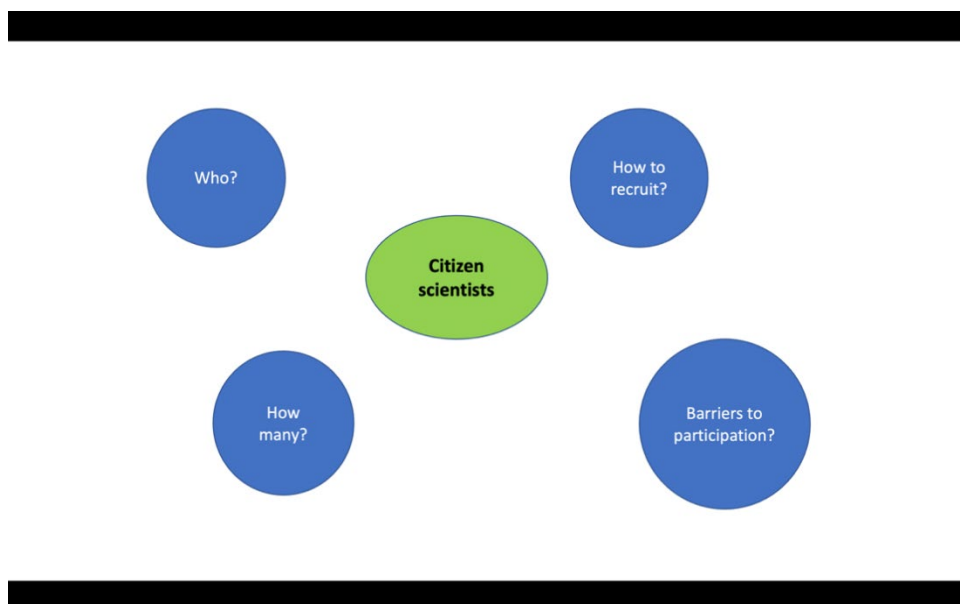 Who?
How to
recruit?
Citizen
scientists
How
many?
Barriers to
participation?